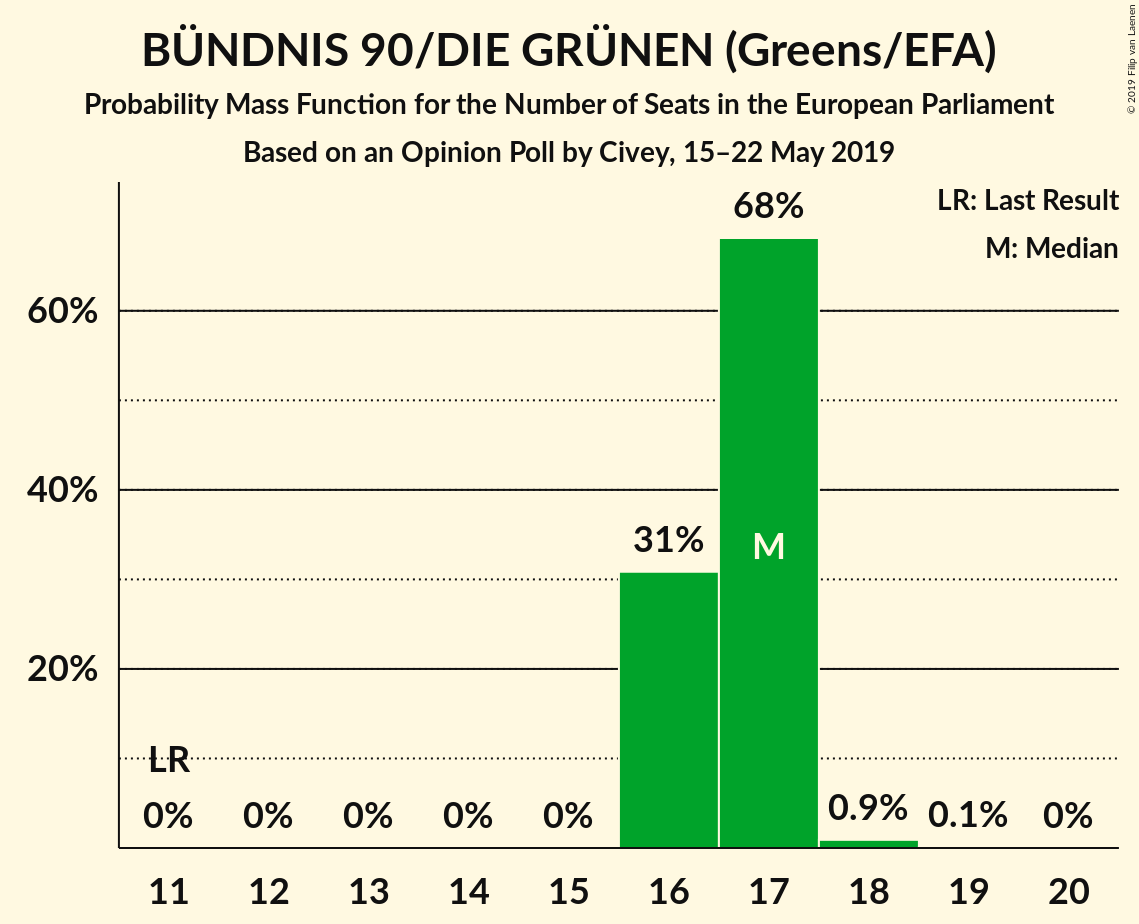 BÜNDNIS 90/DIE GRÜNEN (Greens/EFA)
Probability Mass Function for the Number of Seats in the European Parliament
Based on an Opinion Poll by Civey, 15–22 May 2019
© 2019 Filip van Laenen
LR: Last Result
M: Median
68%
60%
40%
31%
M
20%
LR
0% 0% 0% 0% 0% 0.9% 0.1% 0%
11 12 13 14 15 16 17 18 19 20